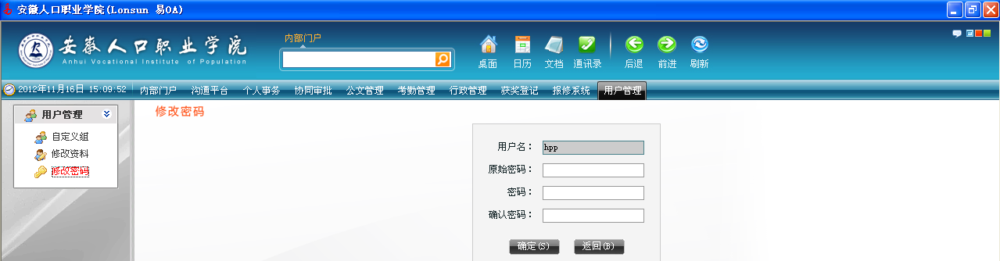 安徽人口职业学院(Lonsun 易OA)
安徽人口职业学院
Anhui Vocational Institute of Population
内部门户
桌面 日历 文档 通讯录 后退 前进 刷新
2012年11月16日 15:09:52 内部门户 沟通平台 个人事务 协同审批 公文管理 考勤管理 行政管理 获奖登记 报修系统 用户管理
用户管理
自定义组
修改资料
修改密码
修改密码
用户名： hpp
原始密码：
密码：
确认密码：
确定(S) 返回(B)